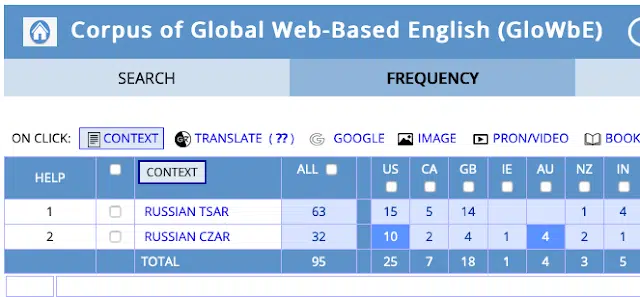 Corpus of Global Web-Based English (GloWbE)
SEARCH FREQUENCY
ON CLICK: CONTEXT TRANSLATE (??) GOOGLE IMAGE PRON/VIDEO BOOK
HELP CONTEXT ALL US CA GB IE AU NZ IN
1 RUSSIAN TSAR 63 15 5 14 1 4
2 RUSSIAN CZAR 32 10 2 4 1 4 2 1
TOTAL 95 25 7 18 1 4 3 5